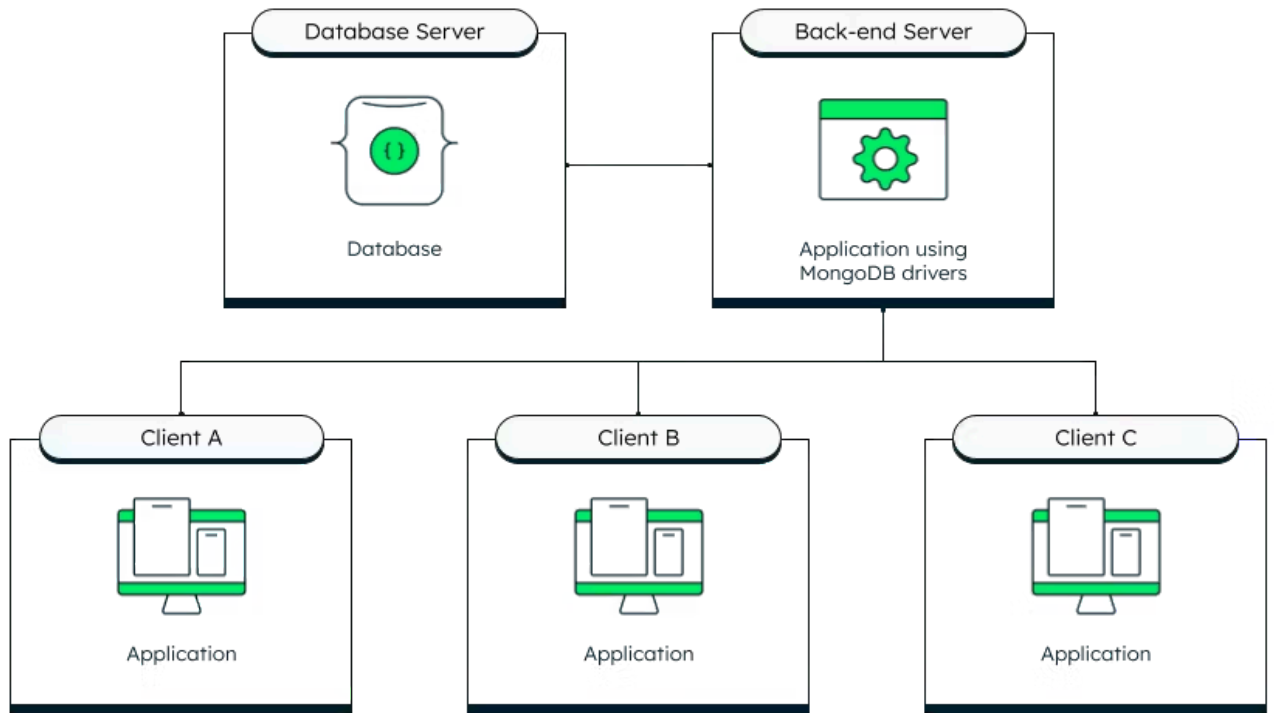 Database Server
Back-end Server
{ }
Database
Application using
MongoDB drivers
Client A
Client B
Client C
Application
Application
Application